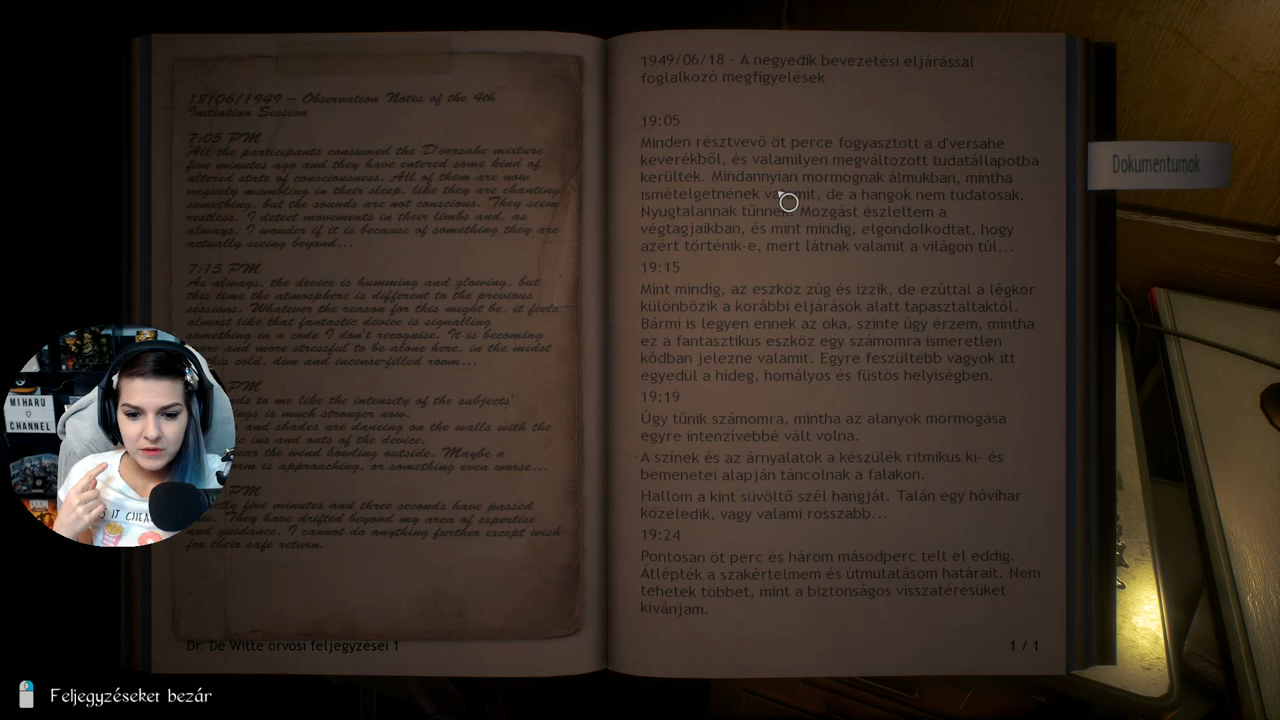 18/06/1949 – Observation Notes of the 4th
Initiation Session
7:05 PM
All the participants consumed the D'versahe mixture
five minutes ago and they have entered some kind of
altered state of consciousness. All of them are now
vaguely mumbling in their sleep, like they are chanting
something, but the sounds are not conscious. They seem
restless. I detect movements in their limbs and, as
always, I wonder if it is because of something they are
actually seeing beyond...
7:15 PM
As always, the device is humming and glowing, but
this time the atmosphere is different to the previous
sessions. Whatever the reason for this might be, it feels
almost like that fantastic device is signalling
something in a code I don't recognise. It is becoming
and more stressful to be alone here, in the midst
this cold, dim and incense-filled room...
PM
to me like the intensity of the subjects'
is much stronger now.
and shades are dancing on the walls with the
ins and outs of the device.
hear the wind howling outside. Maybe a
is approaching, or something even worse...
PM
five minutes and three seconds have passed
now. They have drifted beyond my area of expertise
and guidance. I cannot do anything further except wish
for their safe return.
Dr. De Witte orvosi feljegyzései 1
1949/06/18 - A negyedik bevezetési eljárással
foglalkozó megfigyelések
19:05
Minden résztvevő öt perce fogyasztott a d'versahe
keverékből, és valamilyen megváltozott tudatállapotba
kerültek. Mindannyian mormognak álmukban, mintha
ismételgetnének valamit, de a hangok nem tudatosak.
Nyugtalannak tűnnek. Mozgást észleltem a
végtagjaikban, és mint mindig, elgondolkodtat, hogy
azért történik-e, mert látnak valamit a világon túl...
19:15
Mint mindig, az eszköz zúg és izzik, de ezúttal a légkör
különbözik a korábbi eljárások alatt tapasztaltaktól.
Bármi is legyen ennek az oka, szinte úgy érzem, mintha
ez a fantasztikus eszköz egy számomra ismeretlen
kódban jelezne valamit. Egyre feszültebb vagyok itt
egyedül a hideg, homályos és füstös helyiségben.
19:19
Úgy tűnik számomra, mintha az alanyok mormogása
egyre intenzívebbé vált volna.
A színek és az árnyalatok a készülék ritmikus ki- és
bemenetei alapján táncolnak a falakon.
Hallom a kint süvöltő szél hangját. Talán egy hóvihar
közeledik, vagy valami rosszabb...
19:24
Pontosan öt perc és három másodperc telt el eddig.
Átlépték a szakértelmem és útmutatásom határait. Nem
tehetek többet, mint a biztonságos visszatérésüket
kívánjam.
1 / 1
Dokumentumok
MIHARU
CHANNEL
IS IT CHEA
Feljegyzéseket bezár